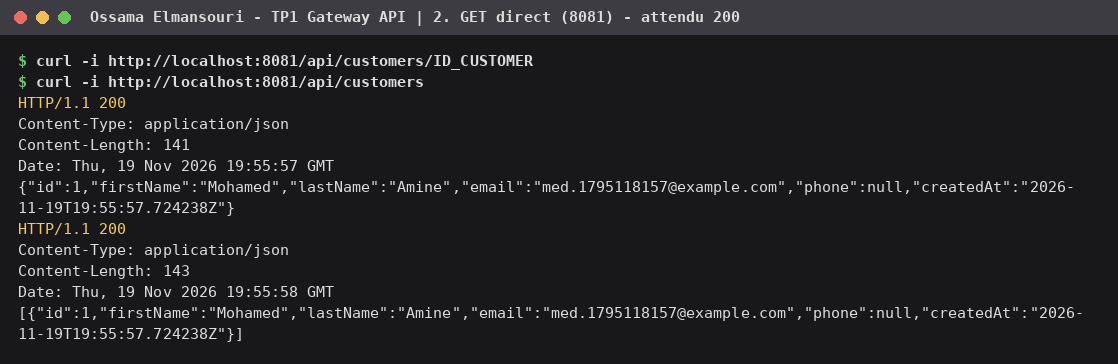 Ossama Elmansouri - TP1 Gateway API | 2. GET direct (8081) - attendu 200
$ curl -i http://localhost:8081/api/customers/ID_CUSTOMER
$ curl -i http://localhost:8081/api/customers
HTTP/1.1 200
Content-Type: application/json
Content-Length: 141
Date: Thu, 19 Nov 2026 19:55:57 GMT
{"id":1,"firstName":"Mohamed","lastName":"Amine","email":"med.1795118157@example.com","phone":null,"createdAt":"2026-
11-19T19:55:57.724238Z"}
HTTP/1.1 200
Content-Type: application/json
Content-Length: 143
Date: Thu, 19 Nov 2026 19:55:58 GMT
[{"id":1,"firstName":"Mohamed","lastName":"Amine","email":"med.1795118157@example.com","phone":null,"createdAt":"2026-
11-19T19:55:57.724238Z"}]